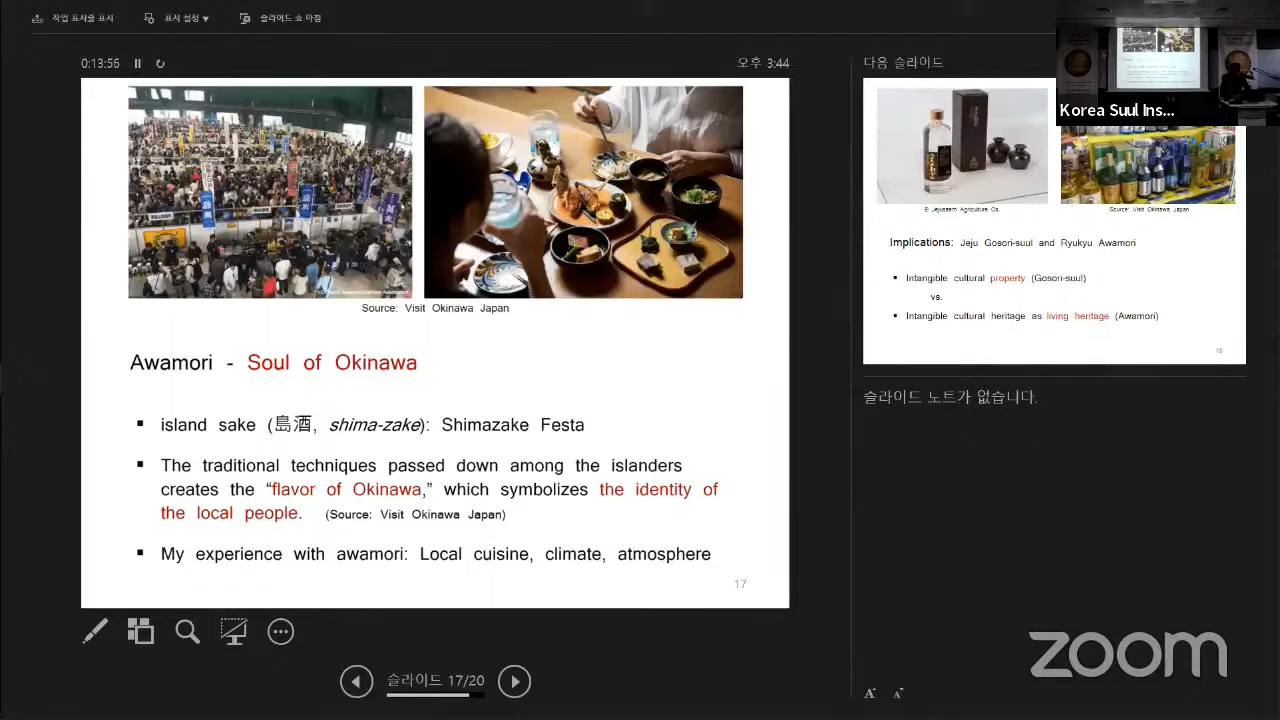 작업 표시줄 표시
표시 설정 ▼
슬라이드 쇼 마침
0:13:56
오후 3:44
Source: Visit Okinawa Japan
Awamori - Soul of Okinawa
▪ island sake (島酒, shima-zake): Shimazake Festa
▪ The traditional techniques passed down among the islanders
creates the “flavor of Okinawa,” which symbolizes the identity of
the local people. (Source: Visit Okinawa Japan)
▪ My experience with awamori: Local cuisine, climate, atmosphere
17
슬라이드 17/20
다음 슬라이드
Korea Suul Ins...
© Jejussaem Agriculture Co.
Source: Visit Okinawa Japan
Implications: Jeju Gosori-suul and Ryukyu Awamori
▪ Intangible cultural property (Gosori-suul)
vs.
▪ Intangible cultural heritage as living heritage (Awamori)
18
슬라이드 노트가 없습니다.
zoom
A A